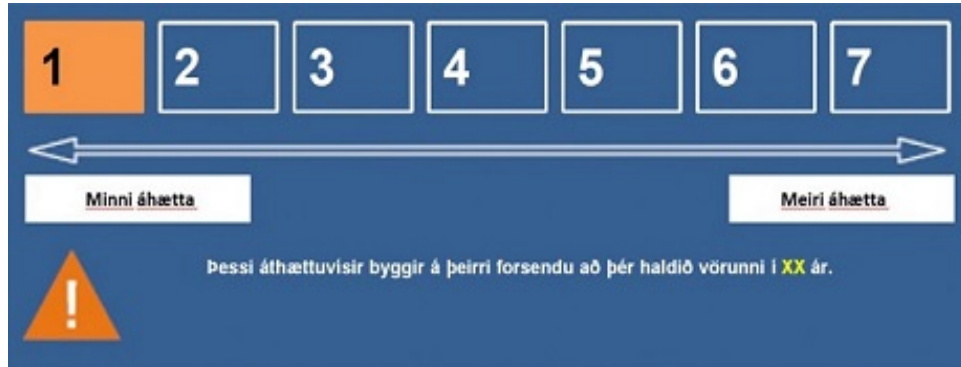 1 2 3 4 5 6 7
Minni áhætta Meiri áhætta
! Þessi áthættuvísir byggir á þeirri forsendu að þér haldið vörunni í XX ár.